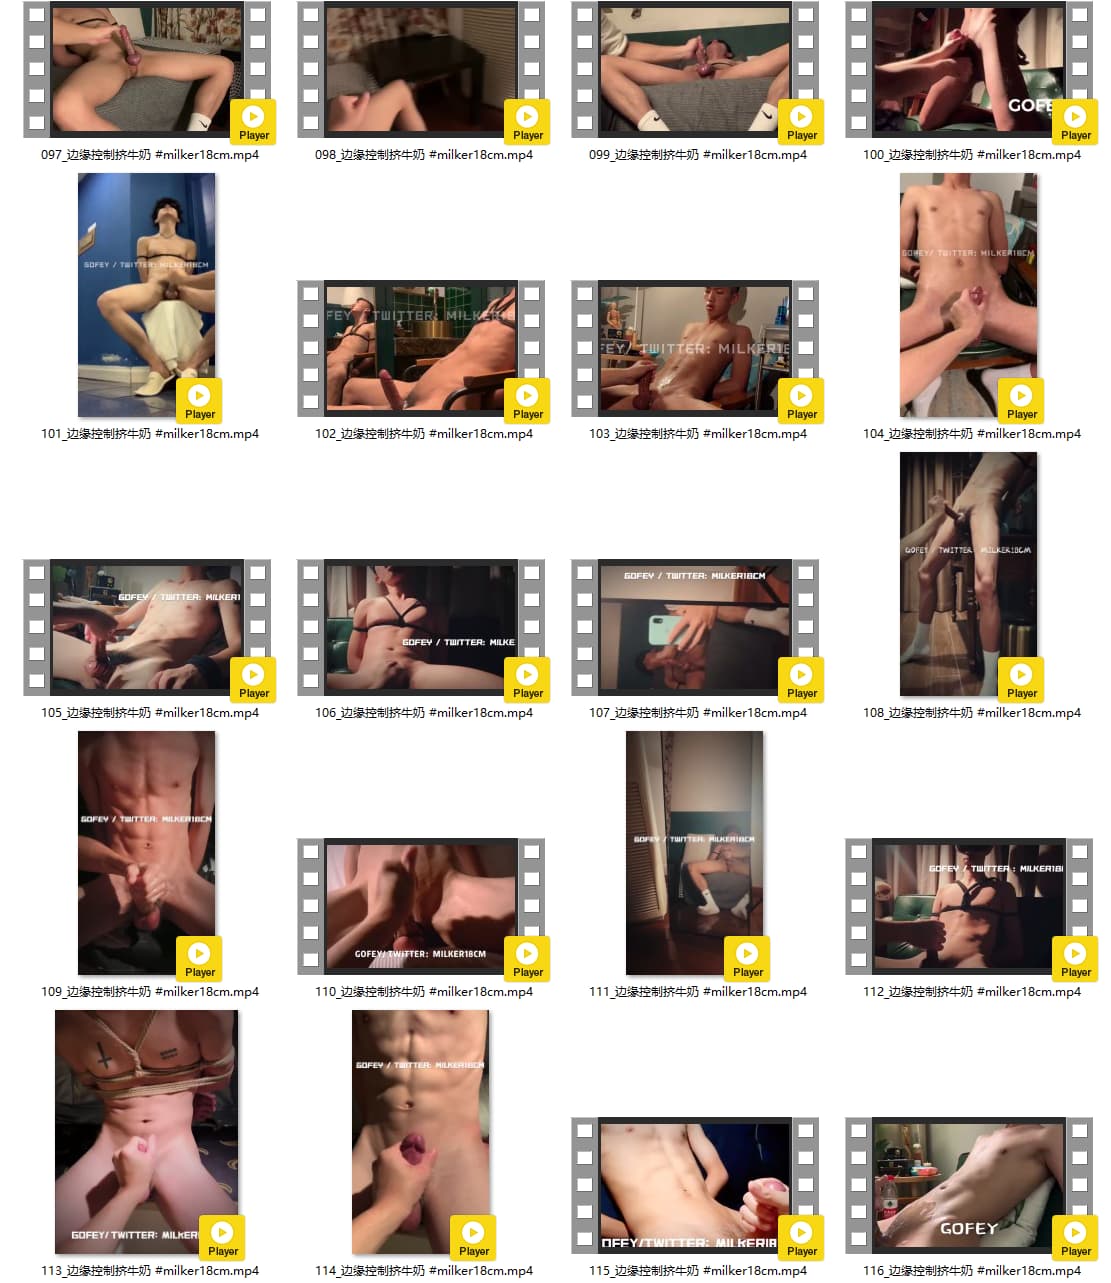 GOFE
Player
Player
Player
Player
097_边缘控制挤牛奶 #milker18cm.mp4
098_边缘控制挤牛奶 #milker18cm.mp4
099_边缘控制挤牛奶 #milker18cm.mp4
100_边缘控制挤牛奶 #milker18cm.mp4
GOFEY / TWITTER: MILKER18CM
FEY / TWITTER: MILKER18
FEY/ TWITTER: MILKER18
GOFEY/ TWITTER: MILKER18CM
Player
Player
Player
Player
101_边缘控制挤牛奶 #milker18cm.mp4
102_边缘控制挤牛奶 #milker18cm.mp4
103_边缘控制挤牛奶 #milker18cm.mp4
104_边缘控制挤牛奶 #milker18cm.mp4
GOFEY / TWITTER: MILKER1
GOFEY / TWITTER: MILKE
GOFEY / TWITTER: MILKER18CM
GOFEY / TWITTER: MILKER18CM
Player
Player
Player
Player
105_边缘控制挤牛奶 #milker18cm.mp4
106_边缘控制挤牛奶 #milker18cm.mp4
107_边缘控制挤牛奶 #milker18cm.mp4
108_边缘控制挤牛奶 #milker18cm.mp4
GOFEY / TWITTER: MILKER18CM
GOFEY/TWITTER: MILKER18CM
GOFEY / TWITTER: MILKER18CM
GOFEY / TWITTER : MILKER18
Player
Player
Player
Player
109_边缘控制挤牛奶 #milker18cm.mp4
110_边缘控制挤牛奶 #milker18cm.mp4
111_边缘控制挤牛奶 #milker18cm.mp4
112_边缘控制挤牛奶 #milker18cm.mp4
GOFEY/TWITTER: MILKER
GOFEY / TWITTER: MILKER18CM
OFEY/TWITTER: MILKER18
GOFEY
Player
Player
Player
Player
113_边缘控制挤牛奶 #milker18cm.mp4
114_边缘控制挤牛奶 #milker18cm.mp4
115_边缘控制挤牛奶 #milker18cm.mp4
116_边缘控制挤牛奶 #milker18cm.mp4